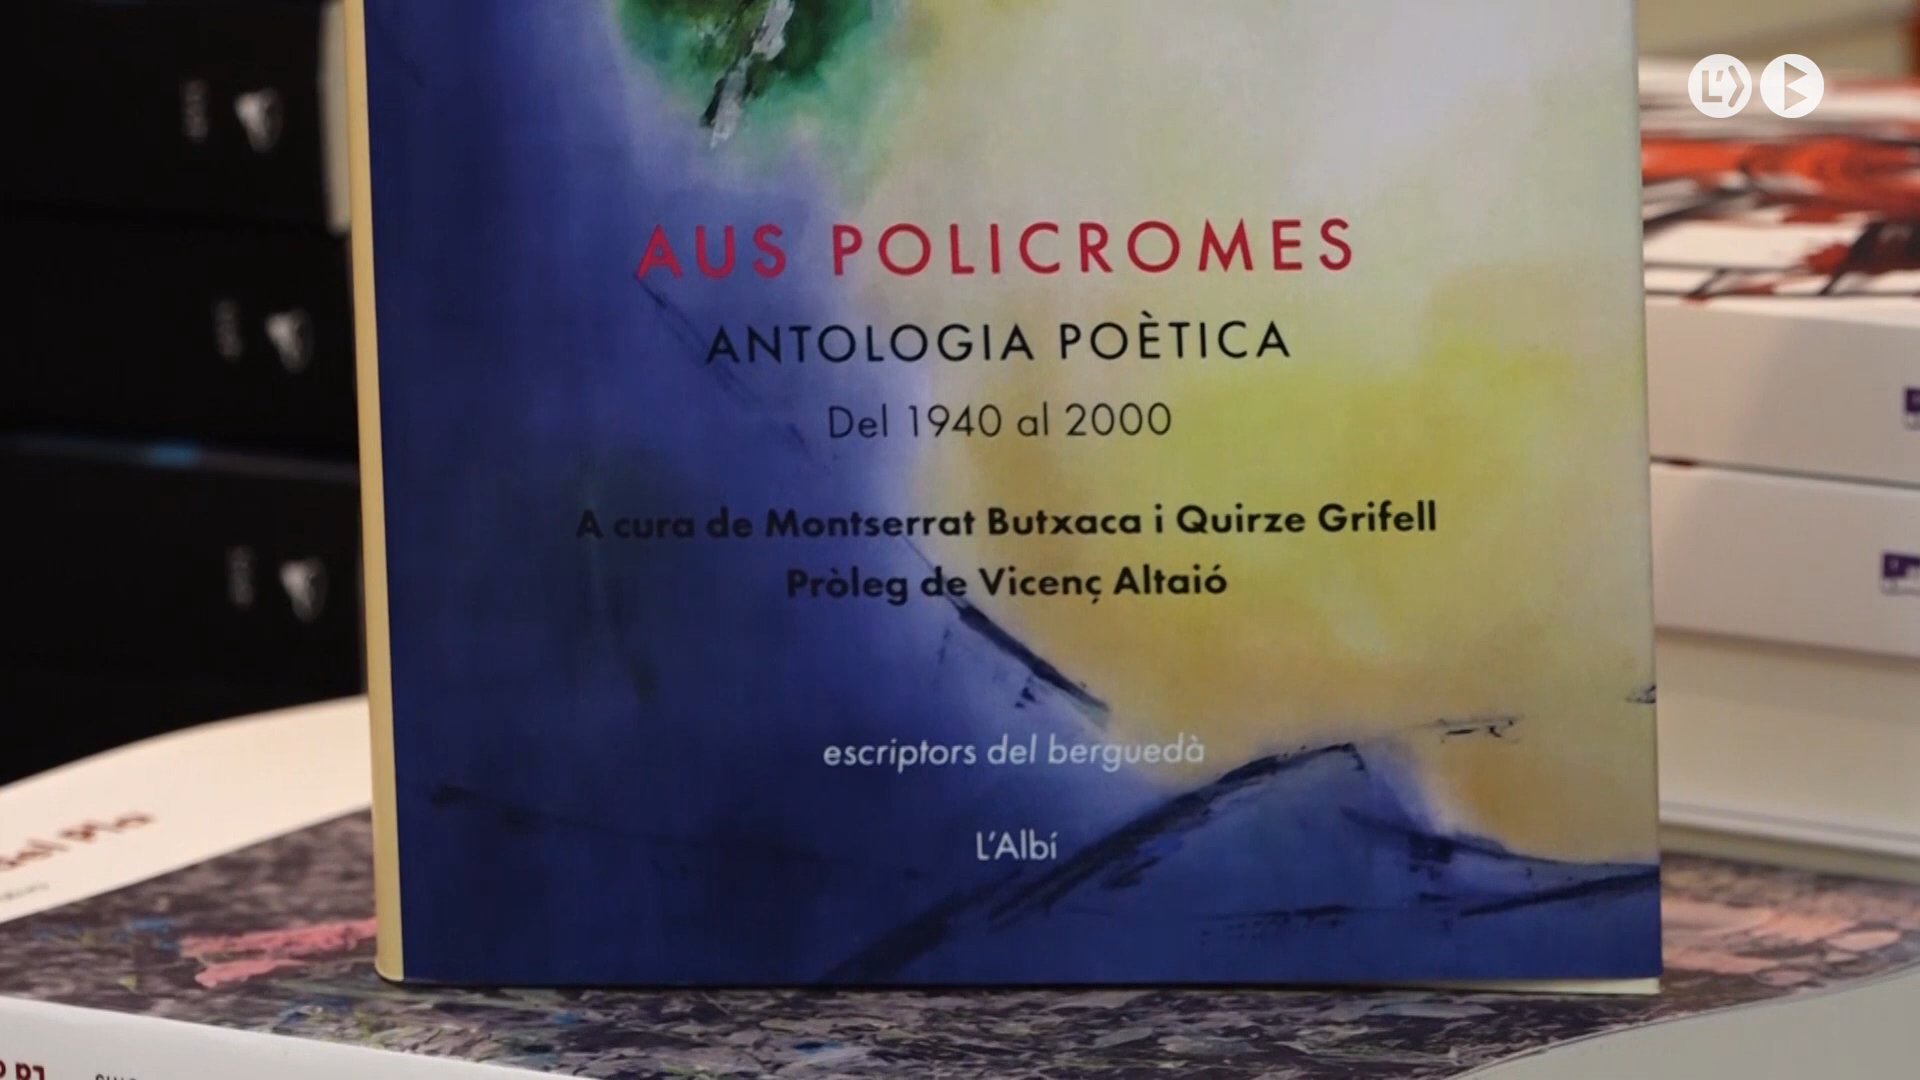 AUS POLICROMES
ANTOLOGIA POÈTICA
Del 1940 al 2000
A cura de Montserrat Butxaca i Quirze Grifell
Pròleg de Vicenç Altaió
escriptors del berguedà
L'Albí